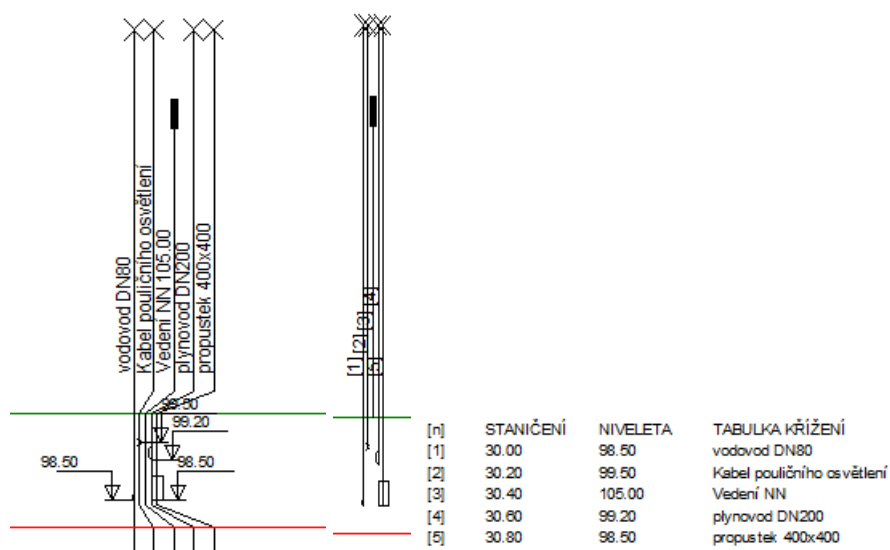 vodovod DN80
Kabel pouličního osvětlení
Vedení NN 105.00
plynovod DN200
propustek 400x400
99.50
99.20
98.50
98.50
[1]
[2]
[3]
[4]
[5]
[n] STANIČENÍ NIVELETA TABULKA KŘÍŽENÍ
[1] 30.00 98.50 vodovod DN80
[2] 30.20 99.50 Kabel pouličního osvětlení
[3] 30.40 105.00 Vedení NN
[4] 30.60 99.20 plynovod DN200
[5] 30.80 98.50 propustek 400x400